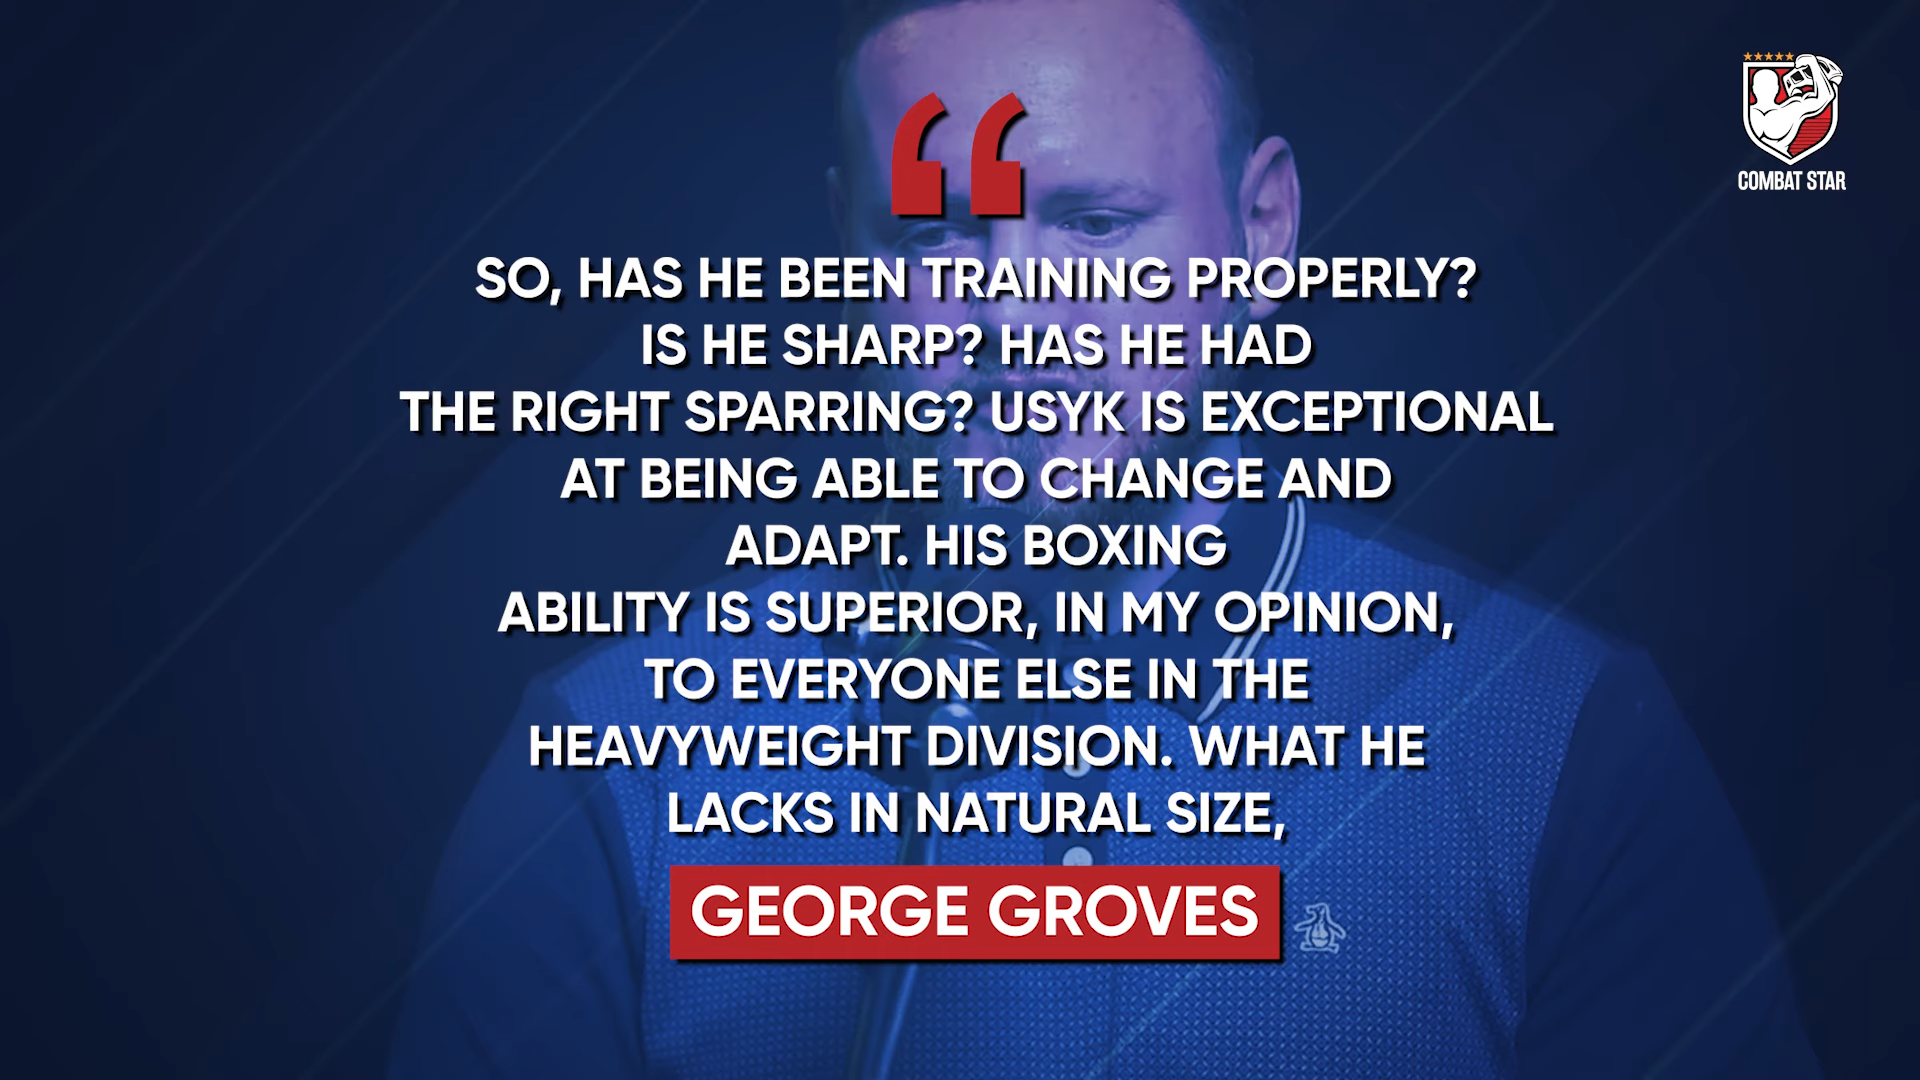 COMBAT STAR
“
SO, HAS HE BEEN TRAINING PROPERLY?
IS HE SHARP? HAS HE HAD
THE RIGHT SPARRING? USYK IS EXCEPTIONAL
AT BEING ABLE TO CHANGE AND
ADAPT. HIS BOXING
ABILITY IS SUPERIOR, IN MY OPINION,
TO EVERYONE ELSE IN THE
HEAVYWEIGHT DIVISION. WHAT HE
LACKS IN NATURAL SIZE,
GEORGE GROVES